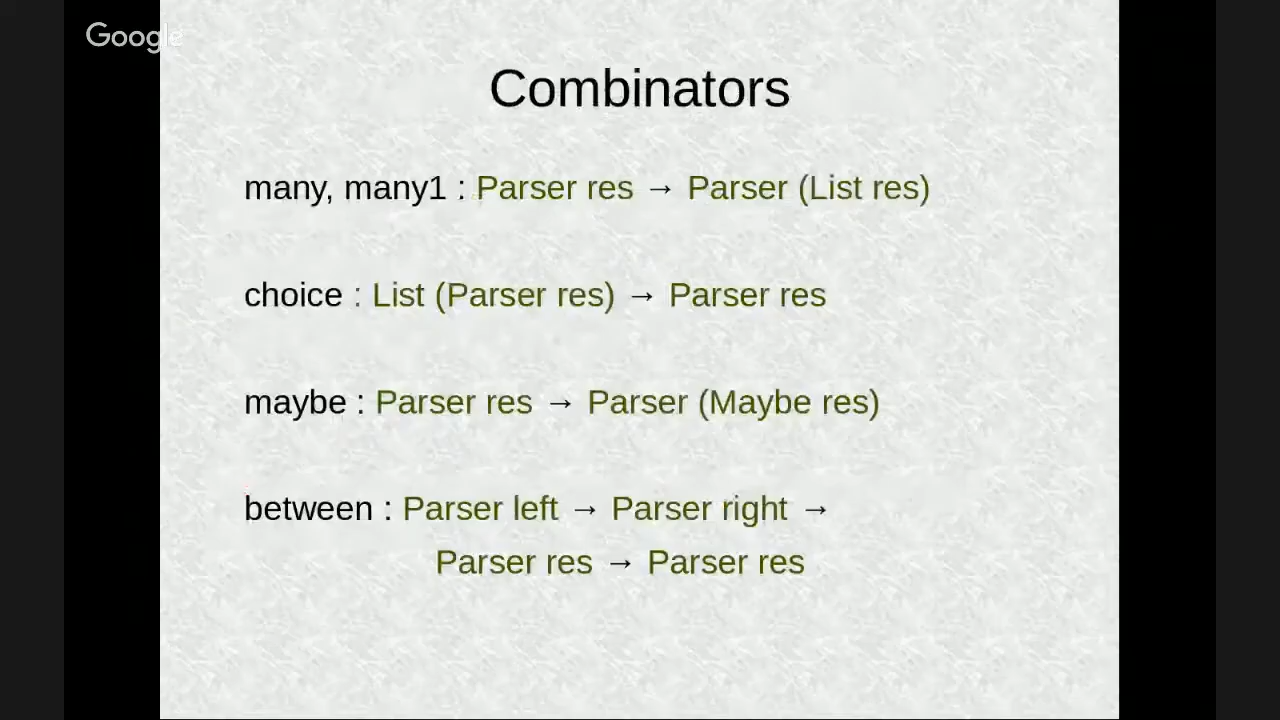 Google
Combinators
many, many1 : Parser res → Parser (List res)
choice : List (Parser res) → Parser res
maybe : Parser res → Parser (Maybe res)
between : Parser left → Parser right →
Parser res → Parser res